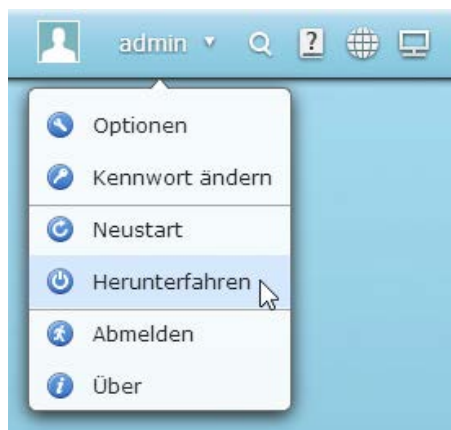 admin
Optionen
Kennwort ändern
Neustart
Herunterfahren
Abmelden
Über